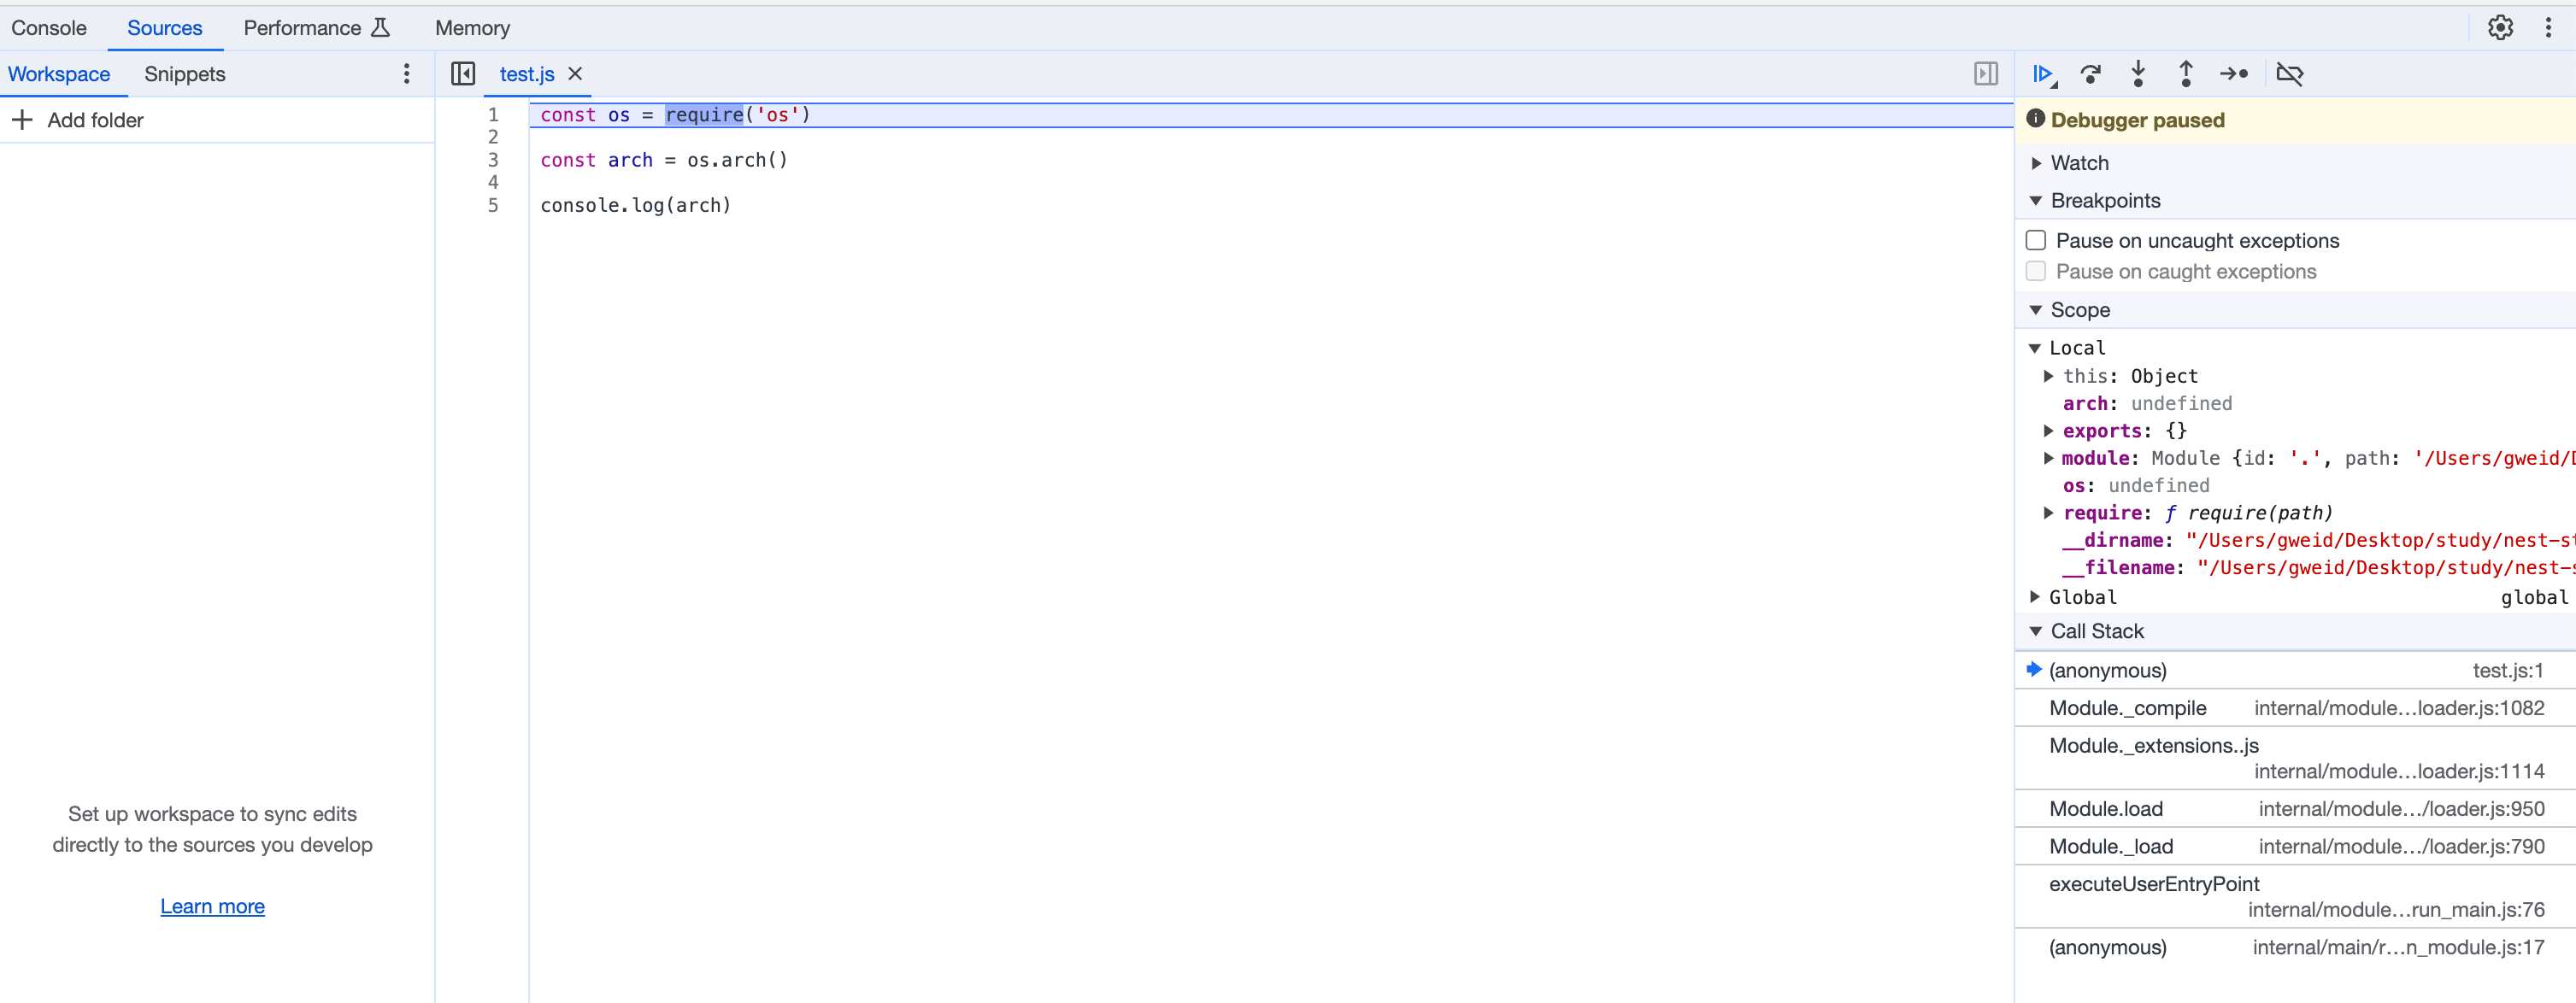 Console Sources Performance Memory
Workspace Snippets
Add folder
Set up workspace to sync edits
directly to the sources you develop
Learn more
test.js
1 const os = require('os')
2
3 const arch = os.arch()
4
5 console.log(arch)
Debugger paused
Watch
Breakpoints
Pause on uncaught exceptions
Pause on caught exceptions
Scope
Local
this: Object
arch: undefined
exports: {}
module: Module {id: '.', path: '/Users/gweid/
os: undefined
require: ƒ require(path)
__dirname: "/Users/gweid/Desktop/study/nest-st
__filename: "/Users/gweid/Desktop/study/nest-s
Global global
Call Stack
(anonymous) test.js:1
Module._compile internal/module…loader.js:1082
Module._extensions..js
internal/module…loader.js:1114
Module.load internal/module…/loader.js:950
Module._load internal/module…/loader.js:790
executeUserEntryPoint
internal/module…run_main.js:76
(anonymous) internal/main/r…n_module.js:17